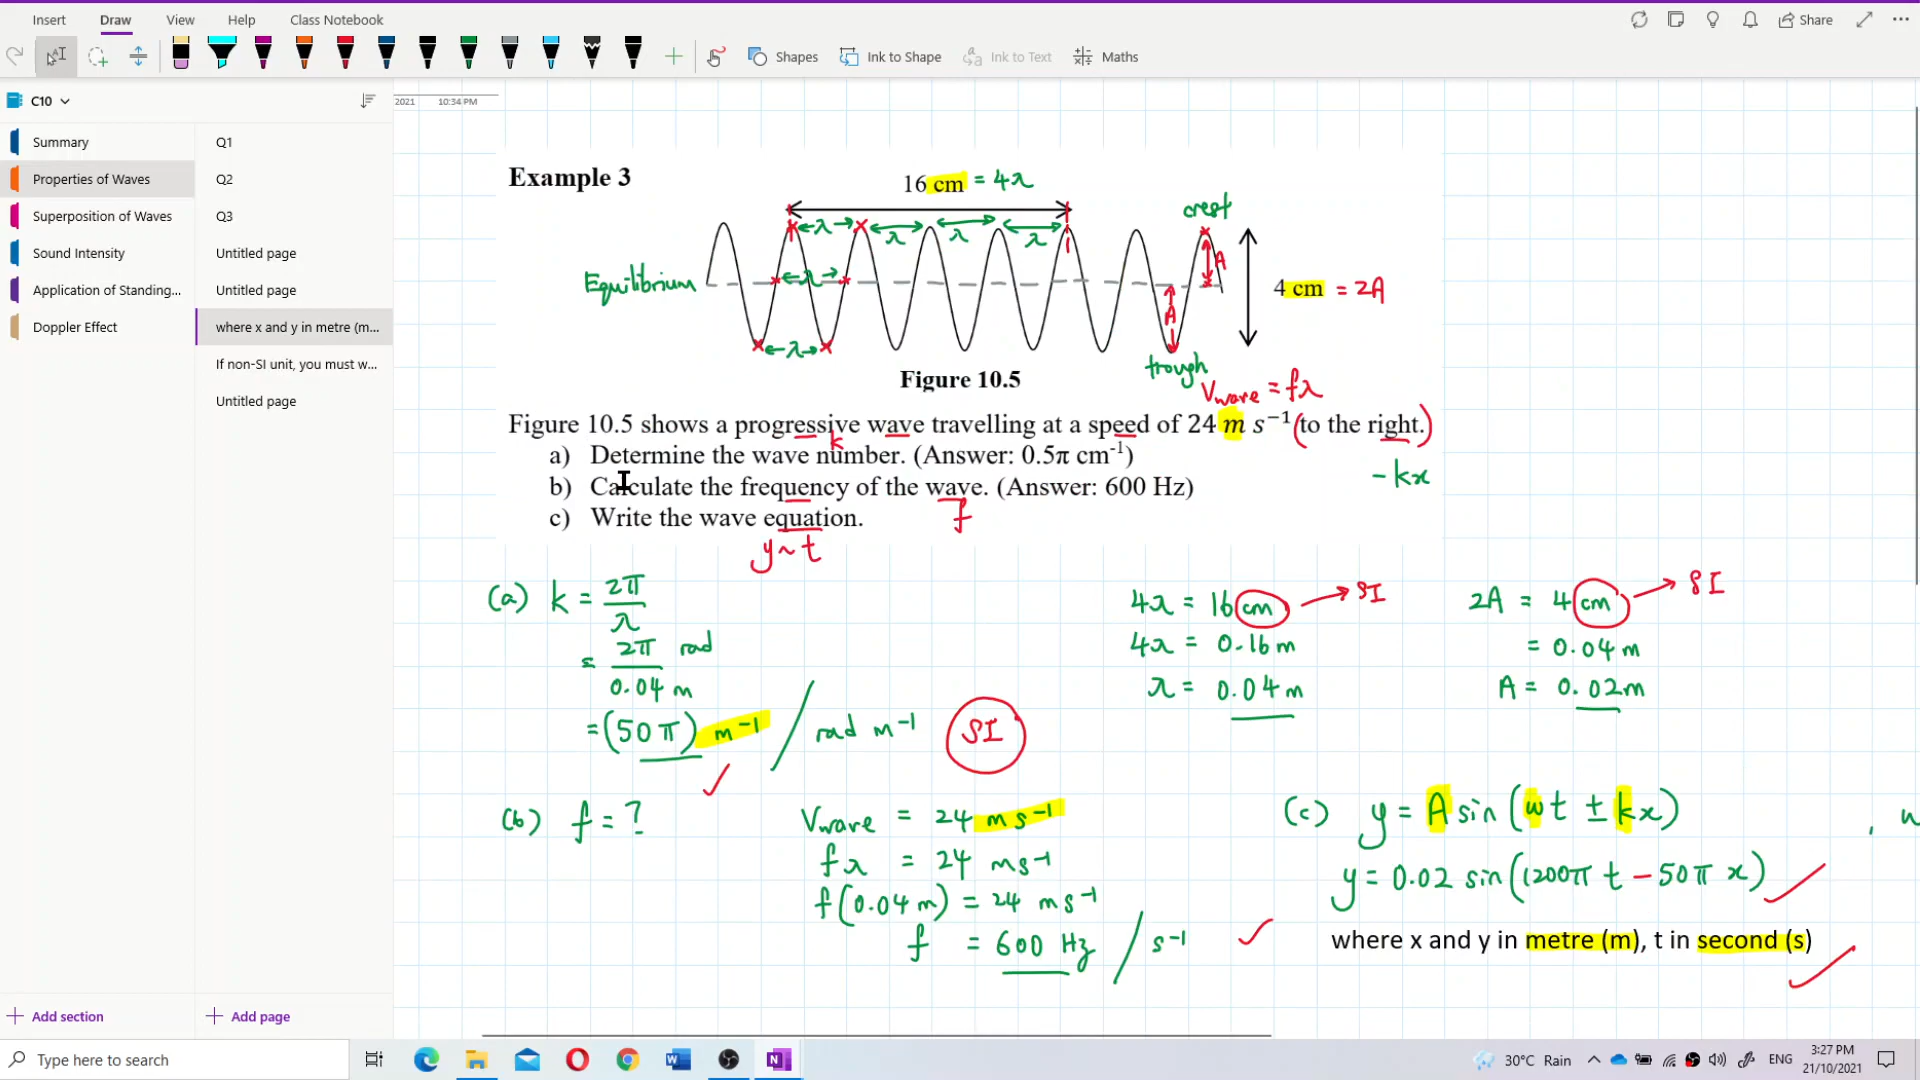 Insert Draw View Help Class Notebook Share
Shapes Ink to Shape Ink to Text Maths
C10
Summary
Properties of Waves
Superposition of Waves
Sound Intensity
Application of Standing...
Doppler Effect
Add section
Q1
Q2
Q3
Untitled page
Untitled page
where x and y in metre (m...
If non-SI unit, you must w...
Untitled page
Add page
2021 10:34 PM
Example 3
16 cm = 4λ
crest
λ λ λ λ
Equilibrium λ A
4 cm = 2A
A
λ
trough
Figure 10.5
Vwave = fλ
Figure 10.5 shows a progressive wave travelling at a speed of 24 m s⁻¹ (to the right.)
k
a) Determine the wave number. (Answer: 0.5π cm⁻¹)
- kx
b) Calculate the frequency of the wave. (Answer: 600 Hz)
f
c) Write the wave equation.
y ~ t
(a) k = 2π/λ
= 2π rad / 0.04 m
= (50π) m⁻¹ / rad m⁻¹ SI
4λ = 16 cm → SI
4λ = 0.16 m
λ = 0.04 m
2A = 4 cm → SI
= 0.04 m
A = 0.02 m
(b) f = ?
Vwave = 24 m s⁻¹
fλ = 24 ms⁻¹
f(0.04 m) = 24 ms⁻¹
f = 600 Hz / s⁻¹
(c) y = A sin (ωt ± kx)
y = 0.02 sin (1200π t - 50π x)
where x and y in metre (m), t in second (s)
Type here to search
30°C Rain ENG 3:27 PM
21/10/2021